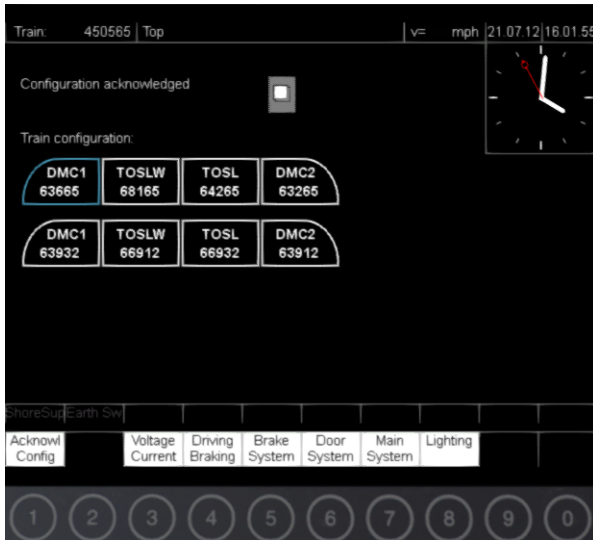 Train: 450565 Top v= mph 21.07.12 16.01.55
Configuration acknowledged
Train configuration:
DMC1 TOSLW TOSL DMC2
63665 68165 64265 63265
DMC1 TOSLW TOSL DMC2
63932 66912 66932 63912
ShoreSup Earth Sw
Acknowl Voltage Driving Brake Door Main Lighting
Config Current Braking System System System
1 2 3 4 5 6 7 8 9 0